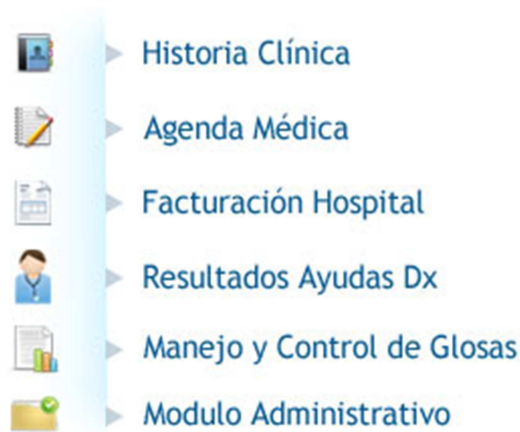 Historia Clínica
Agenda Médica
Facturación Hospital
Resultados Ayudas Dx
Manejo y Control de Glosas
Modulo Administrativo